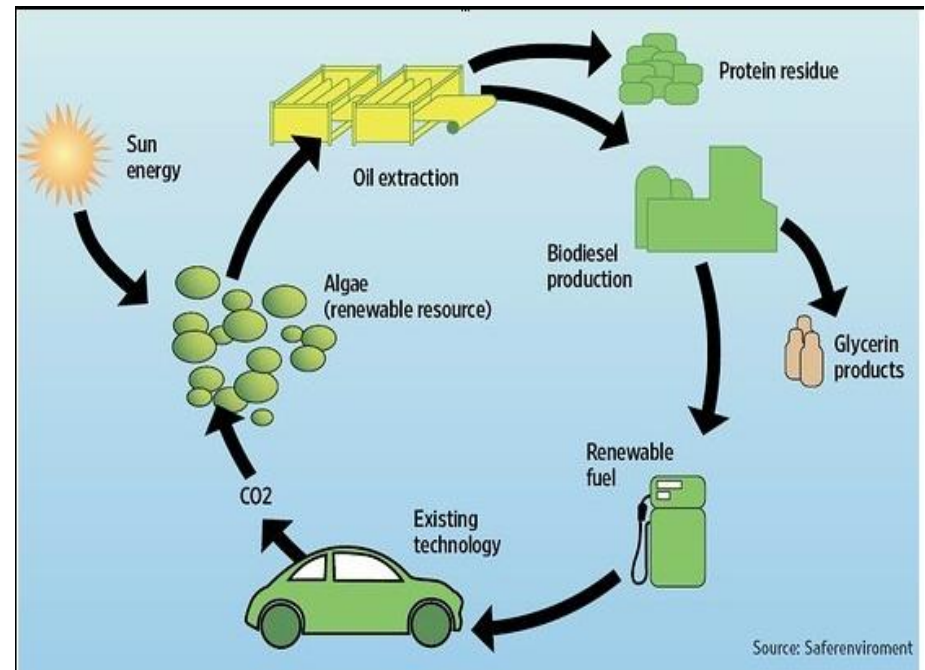 Protein residue
Sun
energy
Oil extraction
Biodiesel
production
Algae
(renewable resource)
Glycerin
products
Renewable
fuel
CO2
Existing
technology
Source: Saferenviroment